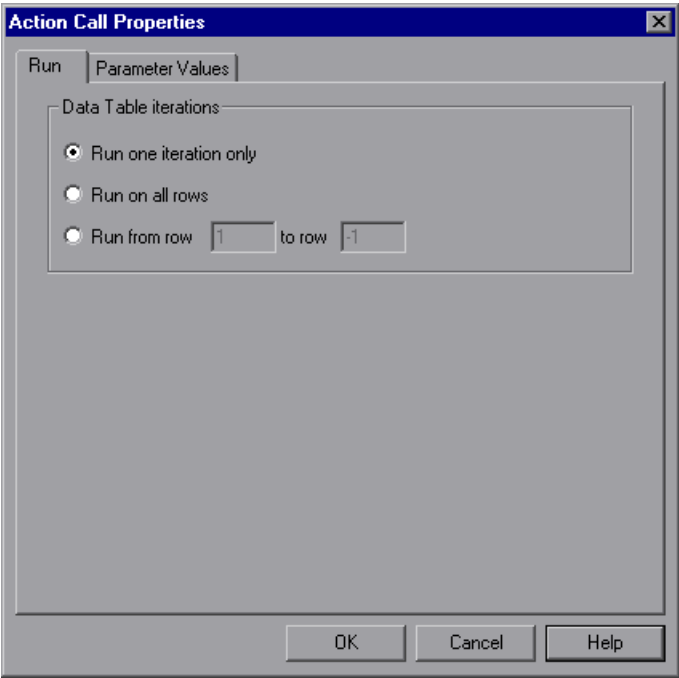 Action Call Properties
Run Parameter Values
Data Table iterations
Run one iteration only
Run on all rows
Run from row 1 to row -1
OK Cancel Help